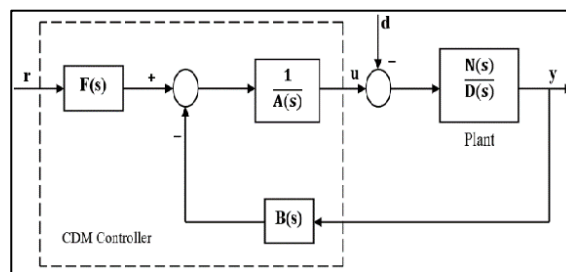 d
r
F(s)
+
−
1
A(s)
u
−
N(s)
D(s)
y
Plant
−
B(s)
CDM Controller